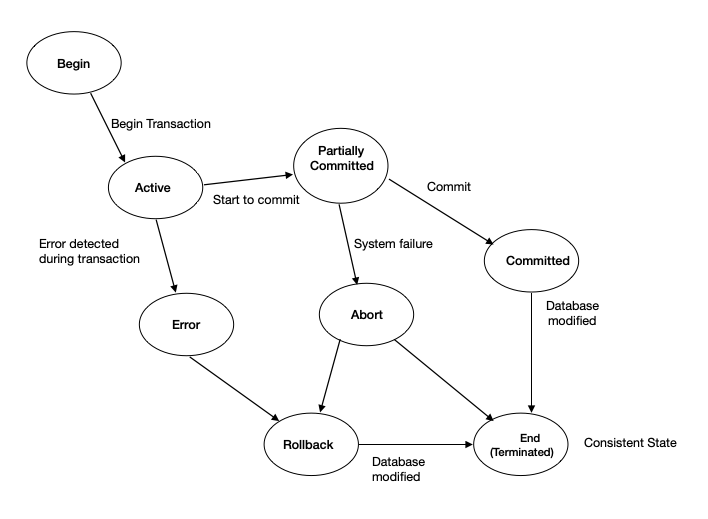 Begin
Begin Transaction
Partially
Committed
Active
Start to commit
Commit
Error detected
during transaction
System failure
Committed
Database
modified
Error
Abort
Rollback
End
(Terminated)
Consistent State
Database
modified